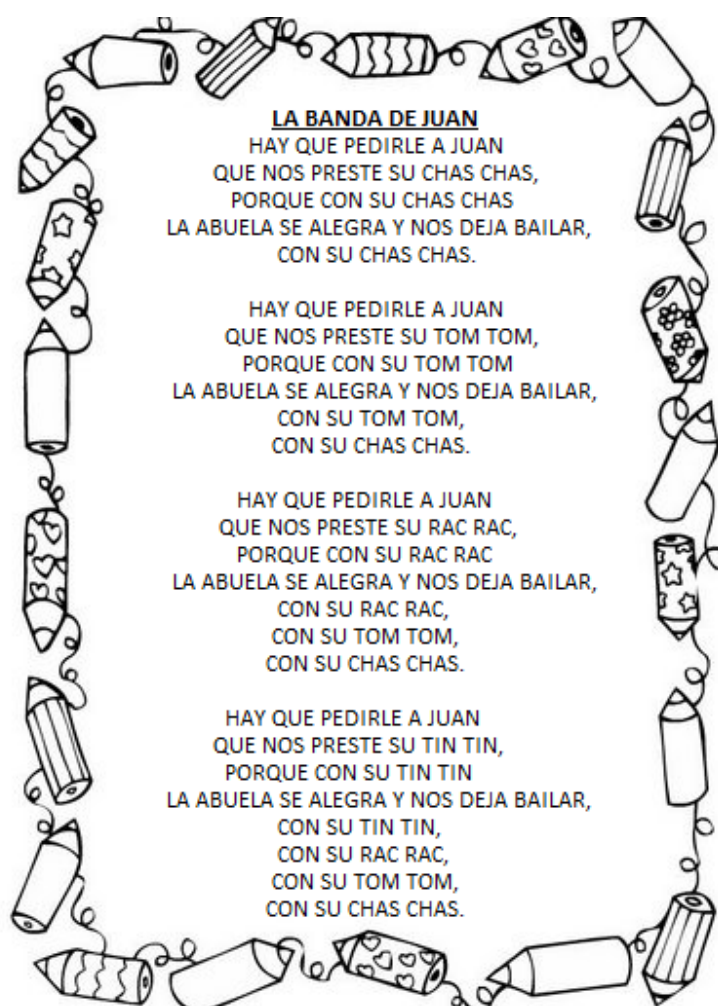 LA BANDA DE JUAN
HAY QUE PEDIRLE A JUAN
QUE NOS PRESTE SU CHAS CHAS,
PORQUE CON SU CHAS CHAS
LA ABUELA SE ALEGRA Y NOS DEJA BAILAR,
CON SU CHAS CHAS.
HAY QUE PEDIRLE A JUAN
QUE NOS PRESTE SU TOM TOM,
PORQUE CON SU TOM TOM
LA ABUELA SE ALEGRA Y NOS DEJA BAILAR,
CON SU TOM TOM,
CON SU CHAS CHAS.
HAY QUE PEDIRLE A JUAN
QUE NOS PRESTE SU RAC RAC,
PORQUE CON SU RAC RAC
LA ABUELA SE ALEGRA Y NOS DEJA BAILAR,
CON SU RAC RAC,
CON SU TOM TOM,
CON SU CHAS CHAS.
HAY QUE PEDIRLE A JUAN
QUE NOS PRESTE SU TIN TIN,
PORQUE CON SU TIN TIN
LA ABUELA SE ALEGRA Y NOS DEJA BAILAR,
CON SU TIN TIN,
CON SU RAC RAC,
CON SU TOM TOM,
CON SU CHAS CHAS.